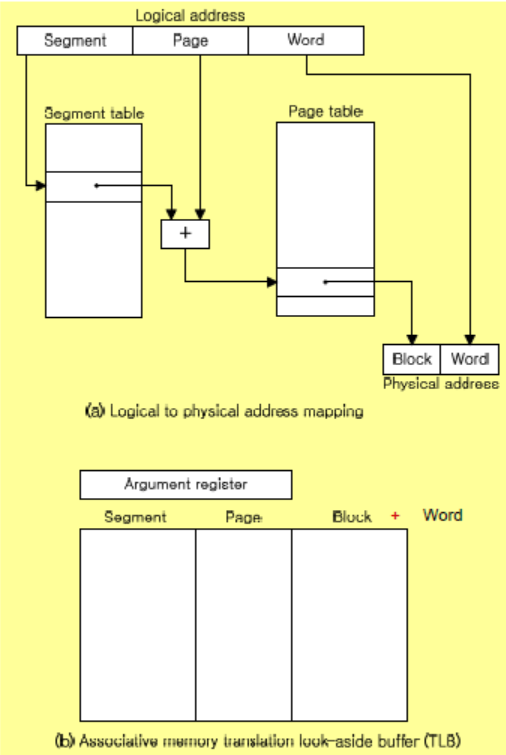 Logical address
Segment Page Word
Segment table
Page table
+
Block Word
Physical address
(a) Logical to physical address mapping
Argument register
Segment Page Block + Word
(b) Associative memory translation look-aside buffer (TLB)